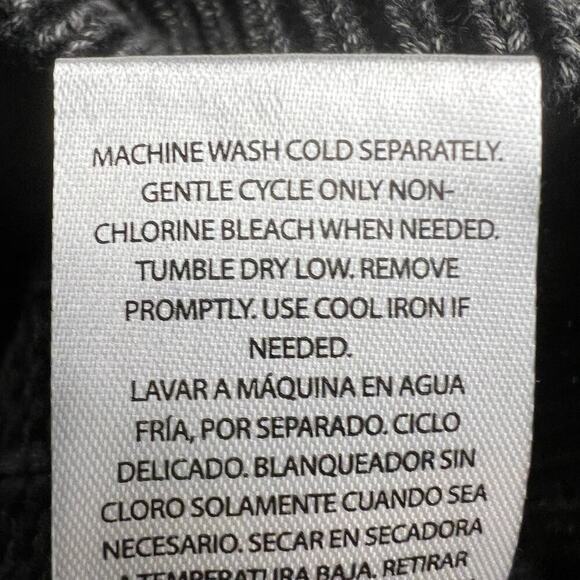 MACHINE WASH COLD SEPARATELY.
GENTLE CYCLE ONLY NON-
CHLORINE BLEACH WHEN NEEDED.
TUMBLE DRY LOW. REMOVE
PROMPTLY. USE COOL IRON IF
NEEDED.
LAVAR A MÁQUINA EN AGUA
FRÍA, POR SEPARADO. CICLO
DELICADO. BLANQUEADOR SIN
CLORO SOLAMENTE CUANDO SEA
NECESARIO. SECAR EN SECADORA
A TEMPERATURA BAJA. RETIRAR